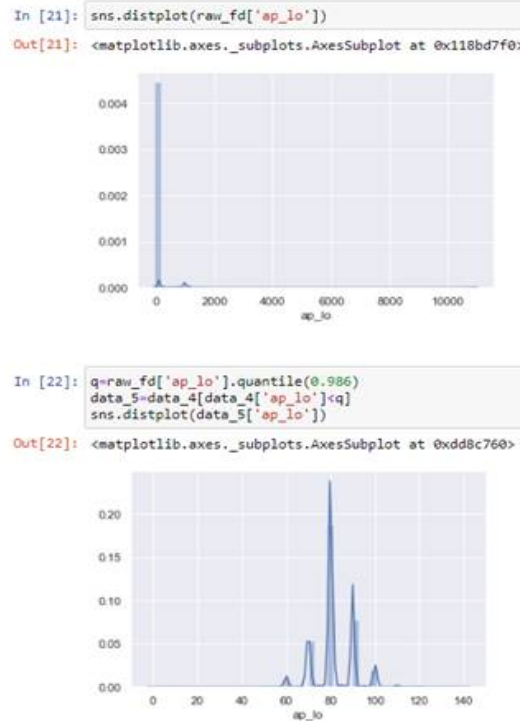 In [21]: sns.distplot(raw_fd['ap_lo'])
Out[21]: <matplotlib.axes._subplots.AxesSubplot at 0x118bd7f0>
0.004
0.003
0.002
0.001
0.000
0 2000 4000 6000 8000 10000
ap_lo
In [22]: q=raw_fd['ap_lo'].quantile(0.986)
data_5=data_4[data_4['ap_lo']<q]
sns.distplot(data_5['ap_lo'])
Out[22]: <matplotlib.axes._subplots.AxesSubplot at 0xdd8c760>
0.20
0.15
0.10
0.05
0.00
0 20 40 60 80 100 120 140
ap_lo